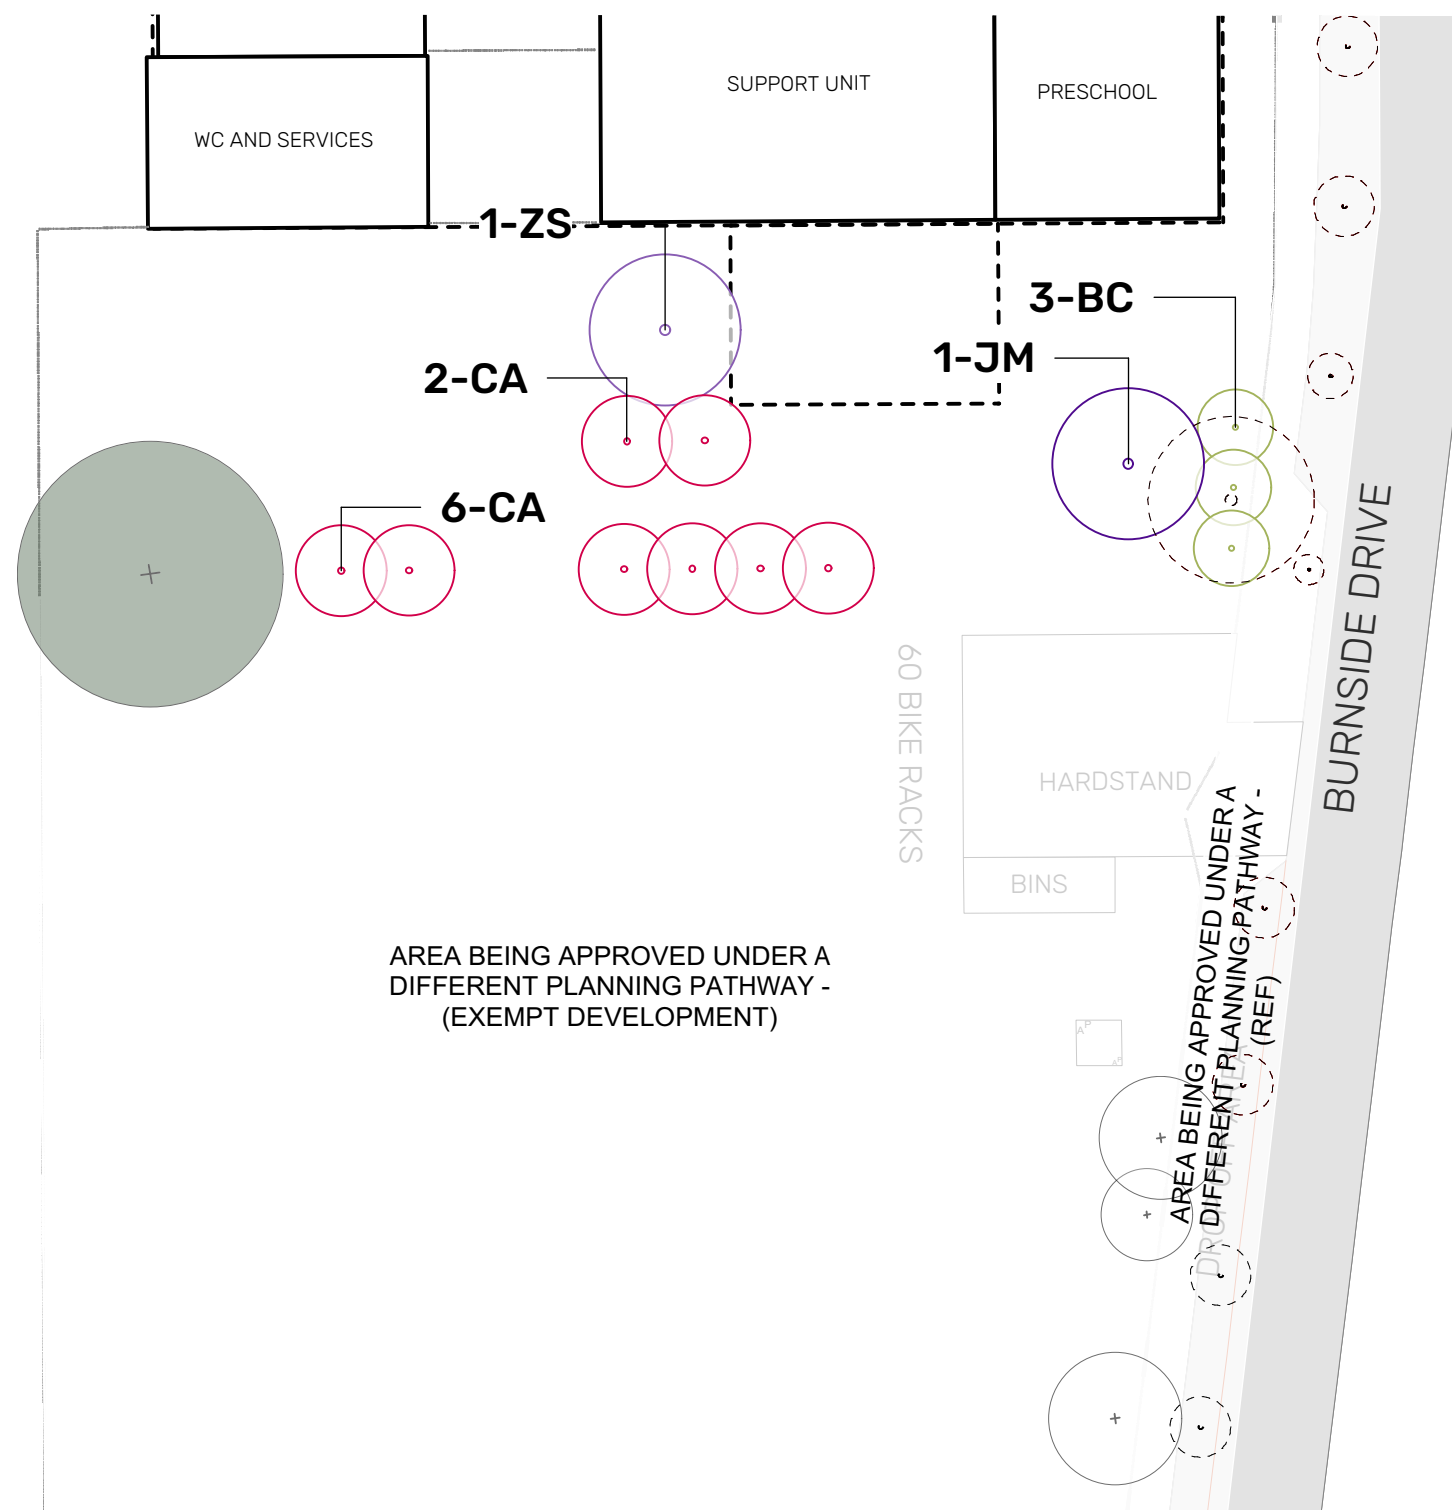 SUPPORT UNIT
PRESCHOOL
WC AND SERVICES
1-ZS
3-BC
1-JM
2-CA
6-CA
BURNSIDE DRIVE
60 BIKE RACKS
HARDSTAND
BINS
AREA BEING APPROVED UNDER A
DIFFERENT PLANNING PATHWAY -
(REF)
AREA BEING APPROVED UNDER A
DIFFERENT PLANNING PATHWAY -
(EXEMPT DEVELOPMENT)
AP
AP